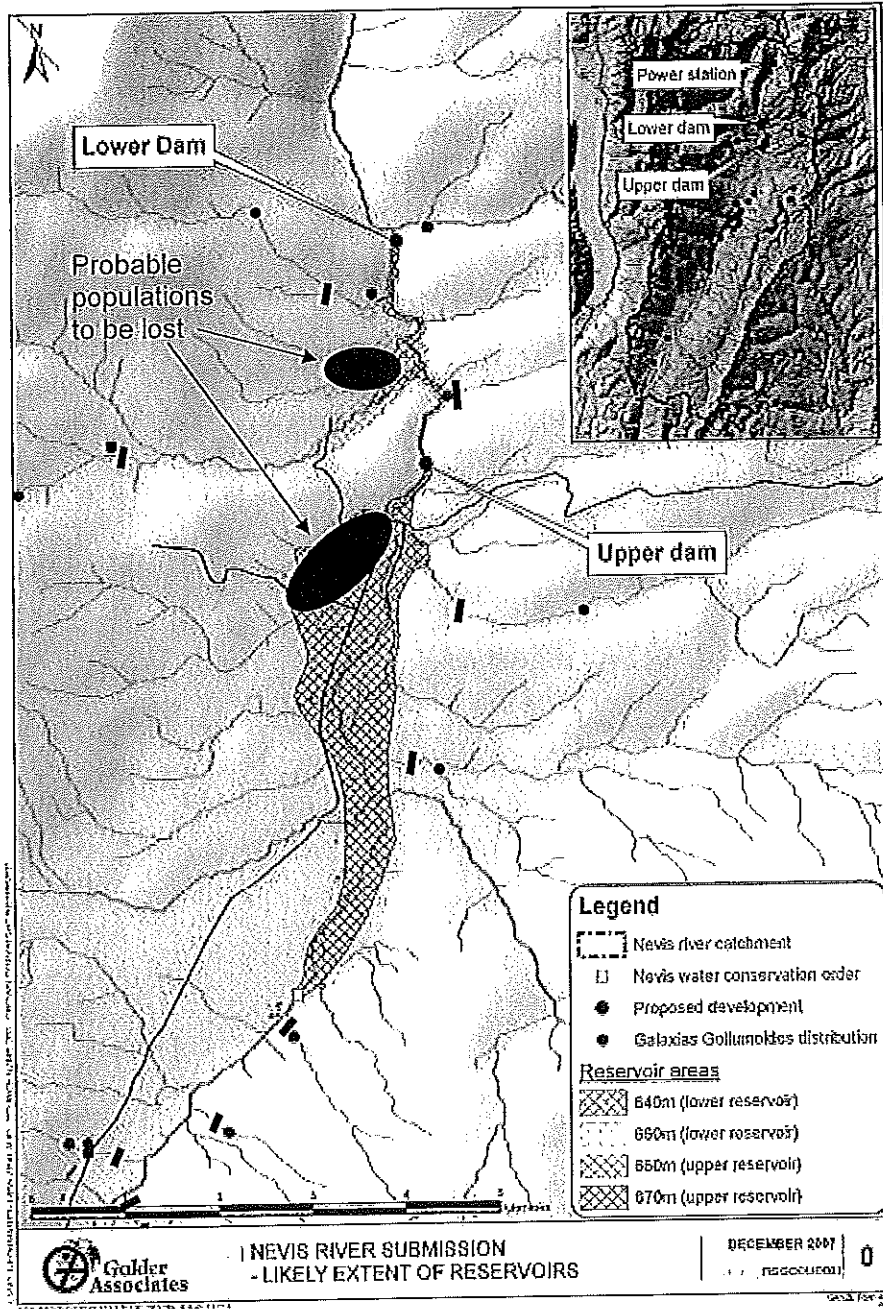 N
Power station
Lower dam
Upper dam
Lower Dam
Probable
populations
to be lost
Upper dam
Legend
Nevis river catchment
Nevis water conservation order
Proposed development
Galaxias Gollumoides distribution
Reservoir areas
640m (lower reservoir)
660m (lower reservoir)
650m (upper reservoir)
670m (upper reservoir)
Golder
Associates
NEVIS RIVER SUBMISSION
- LIKELY EXTENT OF RESERVOIRS
DECEMBER 2007
0